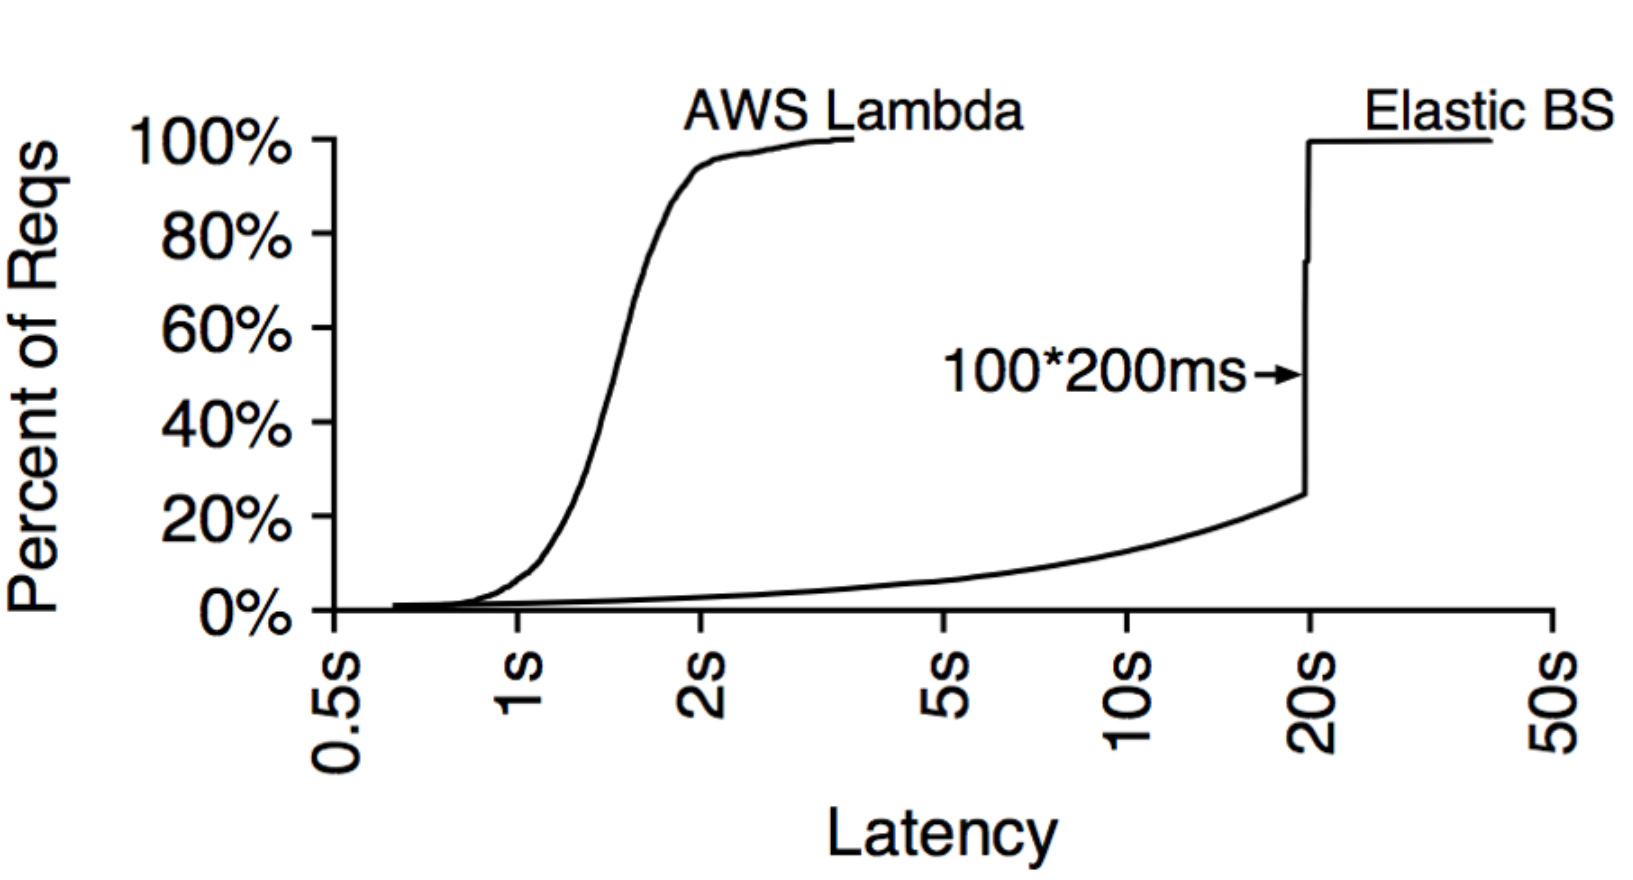 AWS Lambda
Elastic BS
Percent of Reqs
100%
80%
60%
40%
20%
0%
100*200ms
0.5s
1s
2s
5s
10s
20s
50s
Latency